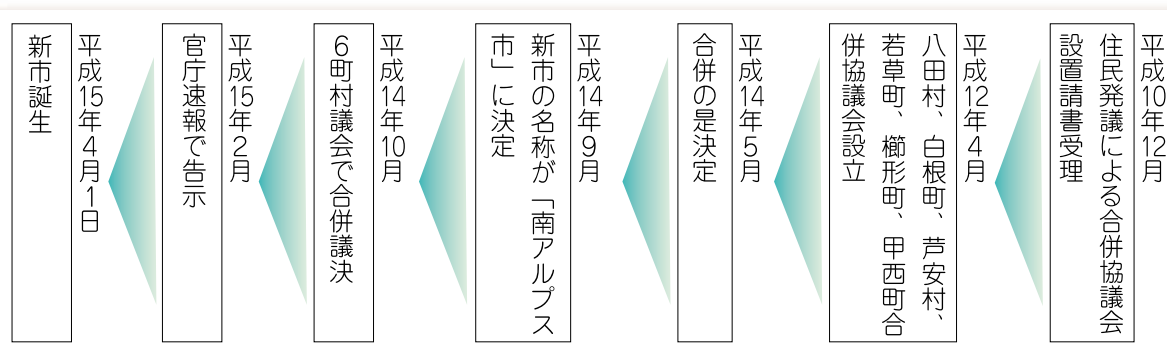 平成10年12月
住民発議による合併協議会
設置請書受理
平成12年4月
八田村、白根町、芦安村、
若草町、櫛形町、甲西町合
併協議会設立
平成14年5月
合併の是決定
平成14年9月
新市の名称が「南アルプス
市」に決定
平成14年10月
6町村議会で合併議決
平成15年2月
官庁速報で告示
平成15年4月1日
新市誕生